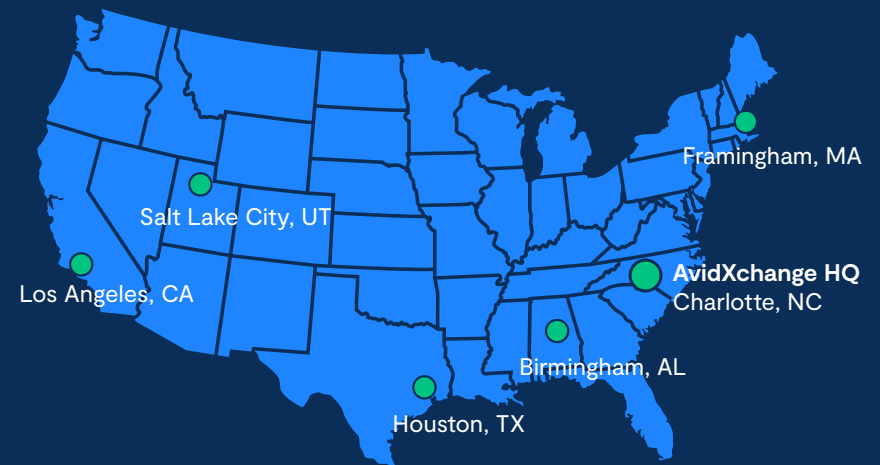 Framingham, MA
Salt Lake City, UT
Los Angeles, CA
AvidXchange HQ
Charlotte, NC
Birmingham, AL
Houston, TX